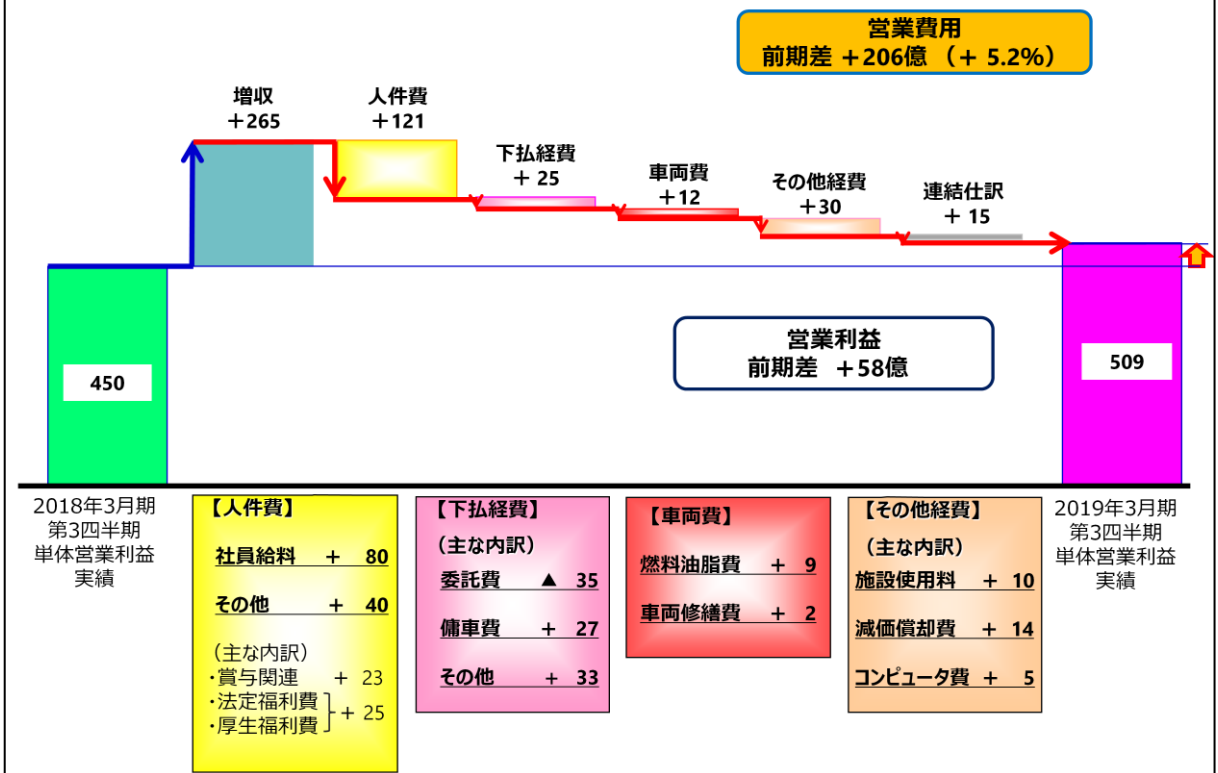 営業費用
前期差 +206億 （+ 5.2%）
増収
+265
人件費
+121
下払経費
+ 25
車両費
+12
その他経費
+30
連結仕訳
+ 15
営業利益
前期差 +58億
450
509
2018年3月期
第3四半期
単体営業利益
実績
【人件費】
社員給料 + 80
その他 + 40
（主な内訳）
・賞与関連 + 23
・法定福利費
・厚生福利費
+ 25
【下払経費】
（主な内訳）
委託費 ▲ 35
傭車費 + 27
その他 + 33
【車両費】
燃料油脂費 + 9
車両修繕費 + 2
【その他経費】
（主な内訳）
施設使用料 + 10
減価償却費 + 14
コンピュータ費 + 5
2019年3月期
第3四半期
単体営業利益
実績